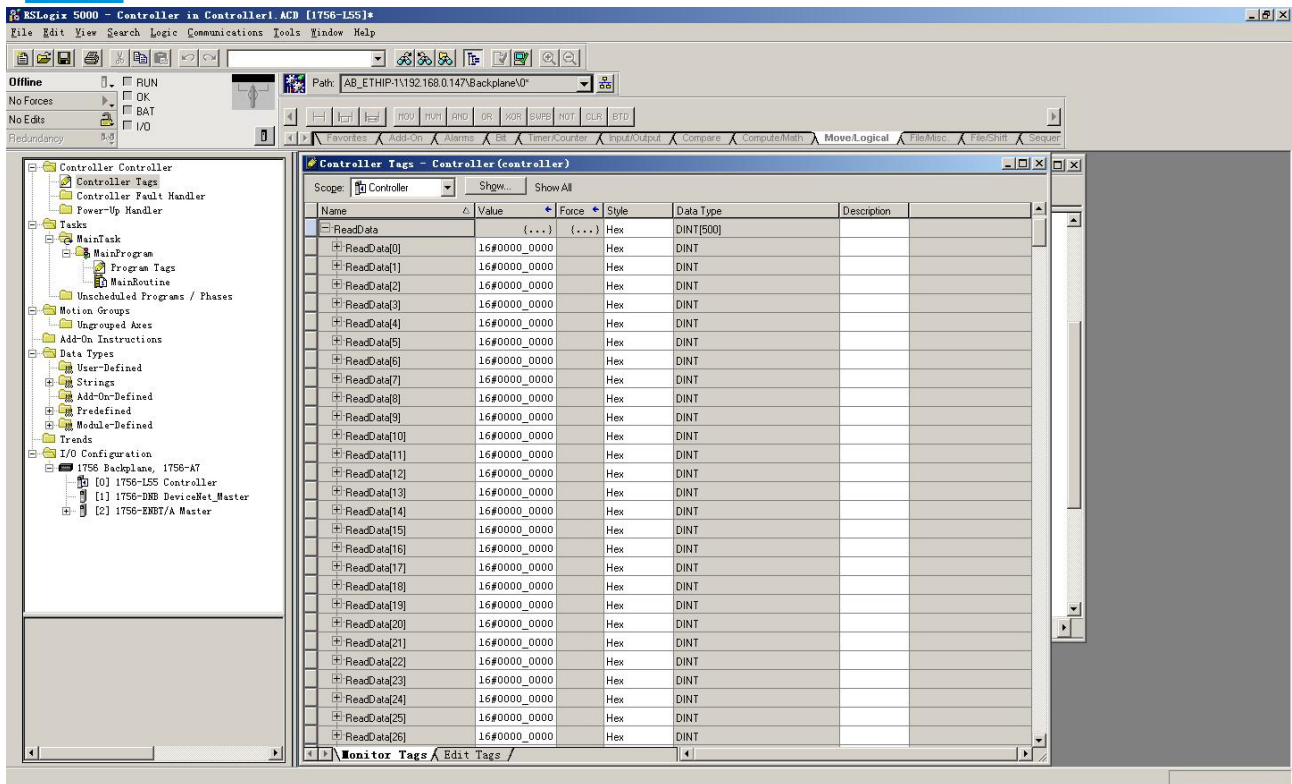 RSLogix 5000 - Controller in Controller1.ACD [1756-L55]*
File Edit View Search Logic Communications Tools Window Help
Offline RUN
No Forces OK
No Edits BAT
Redundancy I/O
Path: AB_ETHIP-1\192.168.0.147\Backplane\0*
MOV MVM AND OR XOR SWPB NOT CLR BTD
Favorites Add-On Alarms Bit Timer/Counter Input/Output Compare Compute/Math Move/Logical File/Misc. File/Shift Sequer
Controller Controller
Controller Tags
Controller Fault Handler
Power-Up Handler
Tasks
MainTask
MainProgram
Program Tags
MainRoutine
Unscheduled Programs / Phases
Motion Groups
Ungrouped Axes
Add-On Instructions
Data Types
User-Defined
Strings
Add-On-Defined
Predefined
Module-Defined
Trends
I/O Configuration
1756 Backplane, 1756-A7
[0] 1756-L55 Controller
[1] 1756-DNB DeviceNet_Master
[2] 1756-ENBT/A Master
Controller Tags - Controller(controller)
Scope: Controller Show... Show All
Name Value Force Style Data Type Description
ReadData {...} {...} Hex DINT[500]
ReadData[0] 16#0000_0000 Hex DINT
ReadData[1] 16#0000_0000 Hex DINT
ReadData[2] 16#0000_0000 Hex DINT
ReadData[3] 16#0000_0000 Hex DINT
ReadData[4] 16#0000_0000 Hex DINT
ReadData[5] 16#0000_0000 Hex DINT
ReadData[6] 16#0000_0000 Hex DINT
ReadData[7] 16#0000_0000 Hex DINT
ReadData[8] 16#0000_0000 Hex DINT
ReadData[9] 16#0000_0000 Hex DINT
ReadData[10] 16#0000_0000 Hex DINT
ReadData[11] 16#0000_0000 Hex DINT
ReadData[12] 16#0000_0000 Hex DINT
ReadData[13] 16#0000_0000 Hex DINT
ReadData[14] 16#0000_0000 Hex DINT
ReadData[15] 16#0000_0000 Hex DINT
ReadData[16] 16#0000_0000 Hex DINT
ReadData[17] 16#0000_0000 Hex DINT
ReadData[18] 16#0000_0000 Hex DINT
ReadData[19] 16#0000_0000 Hex DINT
ReadData[20] 16#0000_0000 Hex DINT
ReadData[21] 16#0000_0000 Hex DINT
ReadData[22] 16#0000_0000 Hex DINT
ReadData[23] 16#0000_0000 Hex DINT
ReadData[24] 16#0000_0000 Hex DINT
ReadData[25] 16#0000_0000 Hex DINT
ReadData[26] 16#0000_0000 Hex DINT
Monitor Tags Edit Tags